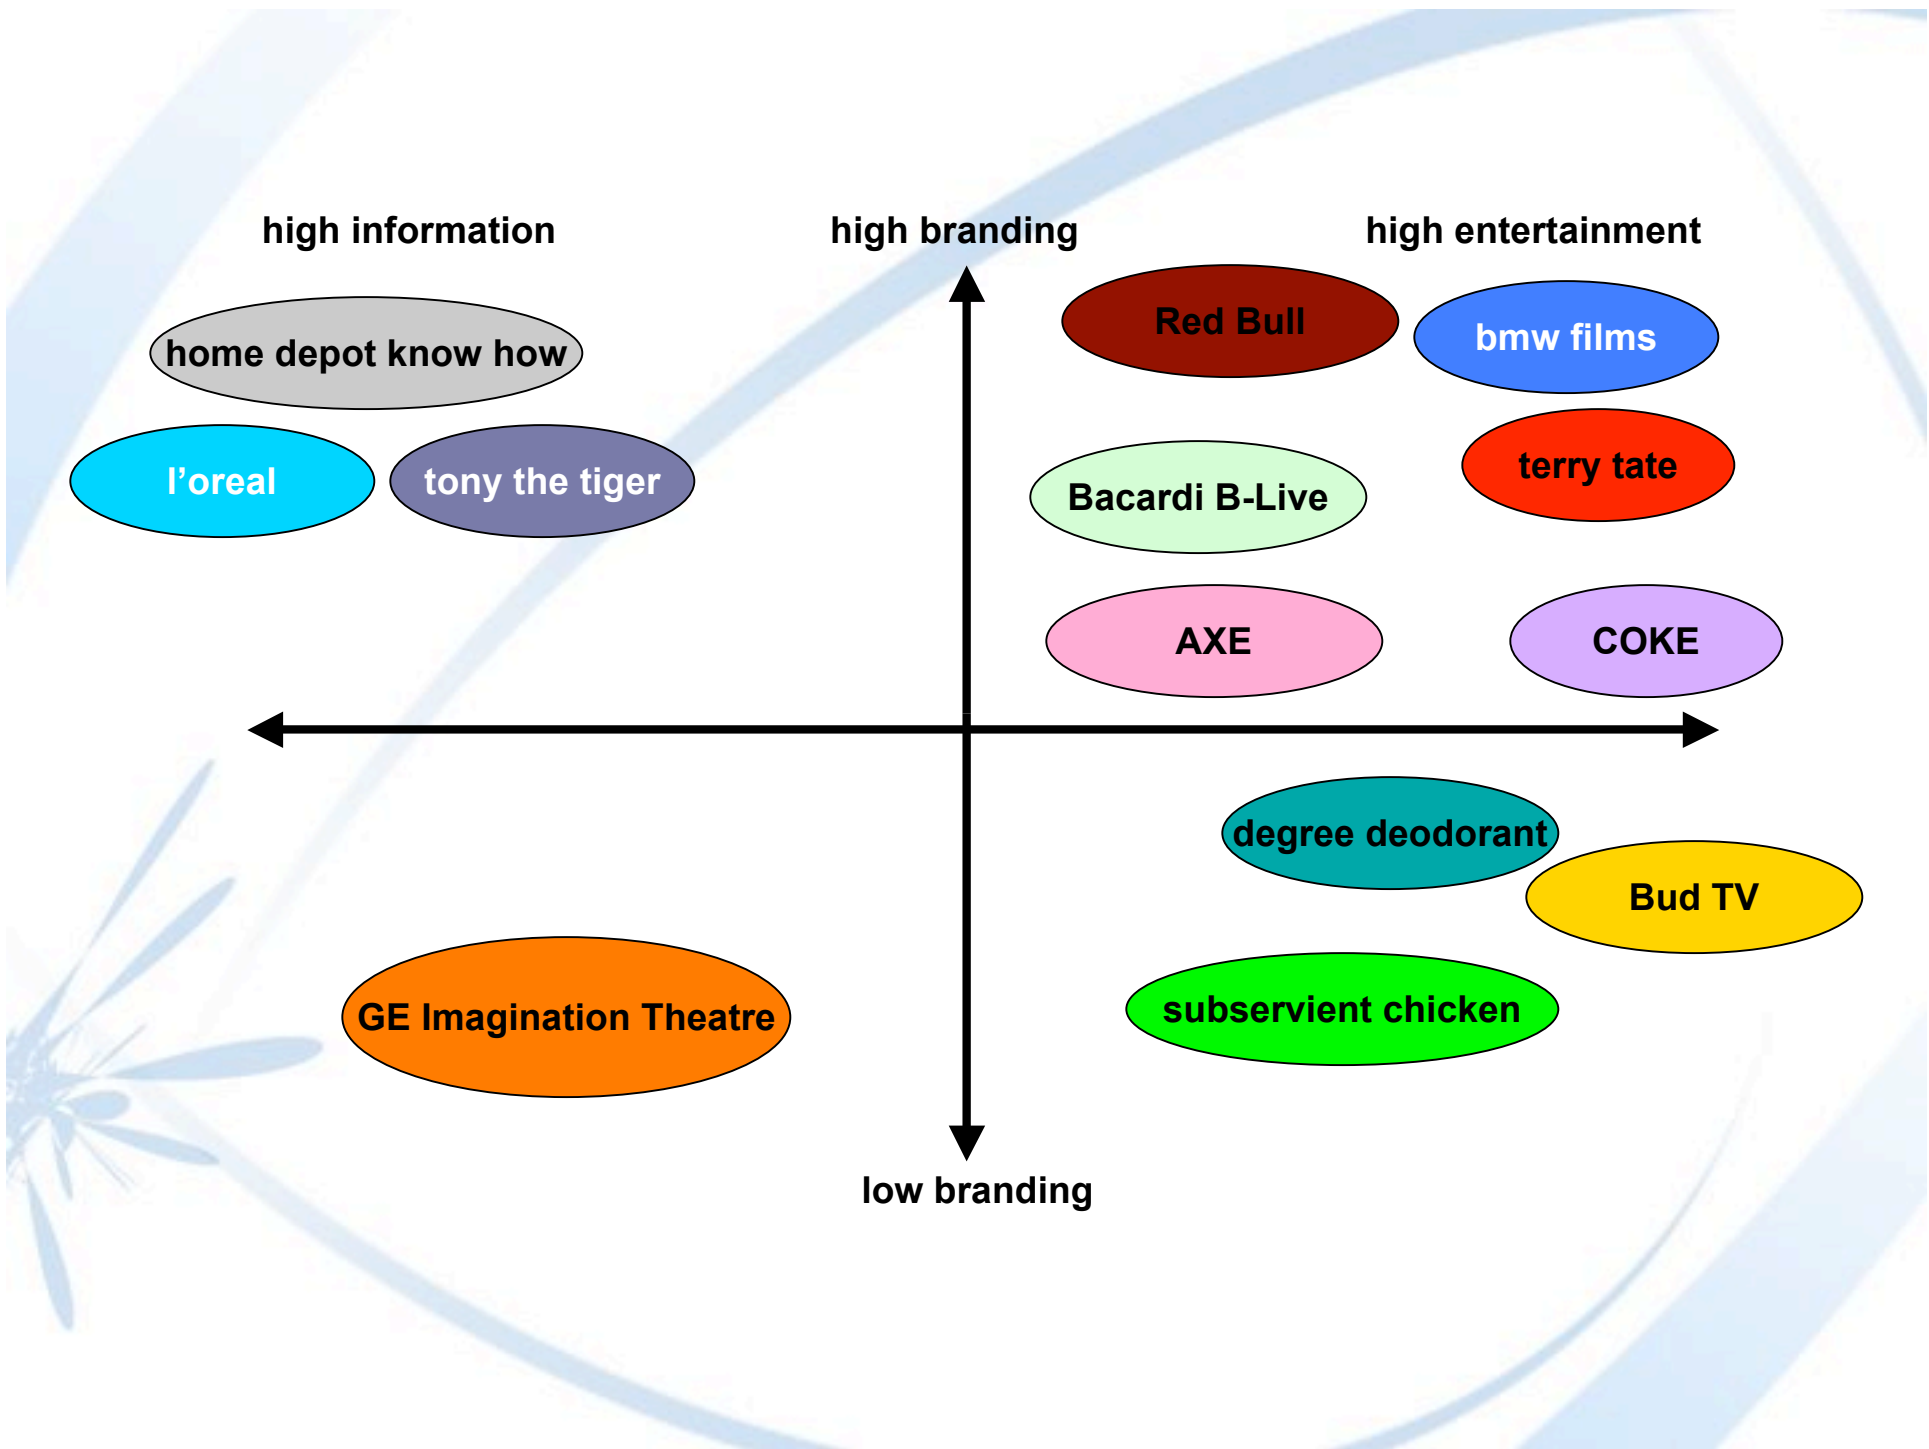 high information
high branding
high entertainment
Red Bull
bmw films
home depot know how
terry tate
l’oreal
tony the tiger
Bacardi B-Live
AXE
COKE
degree deodorant
Bud TV
subservient chicken
GE Imagination Theatre
low branding